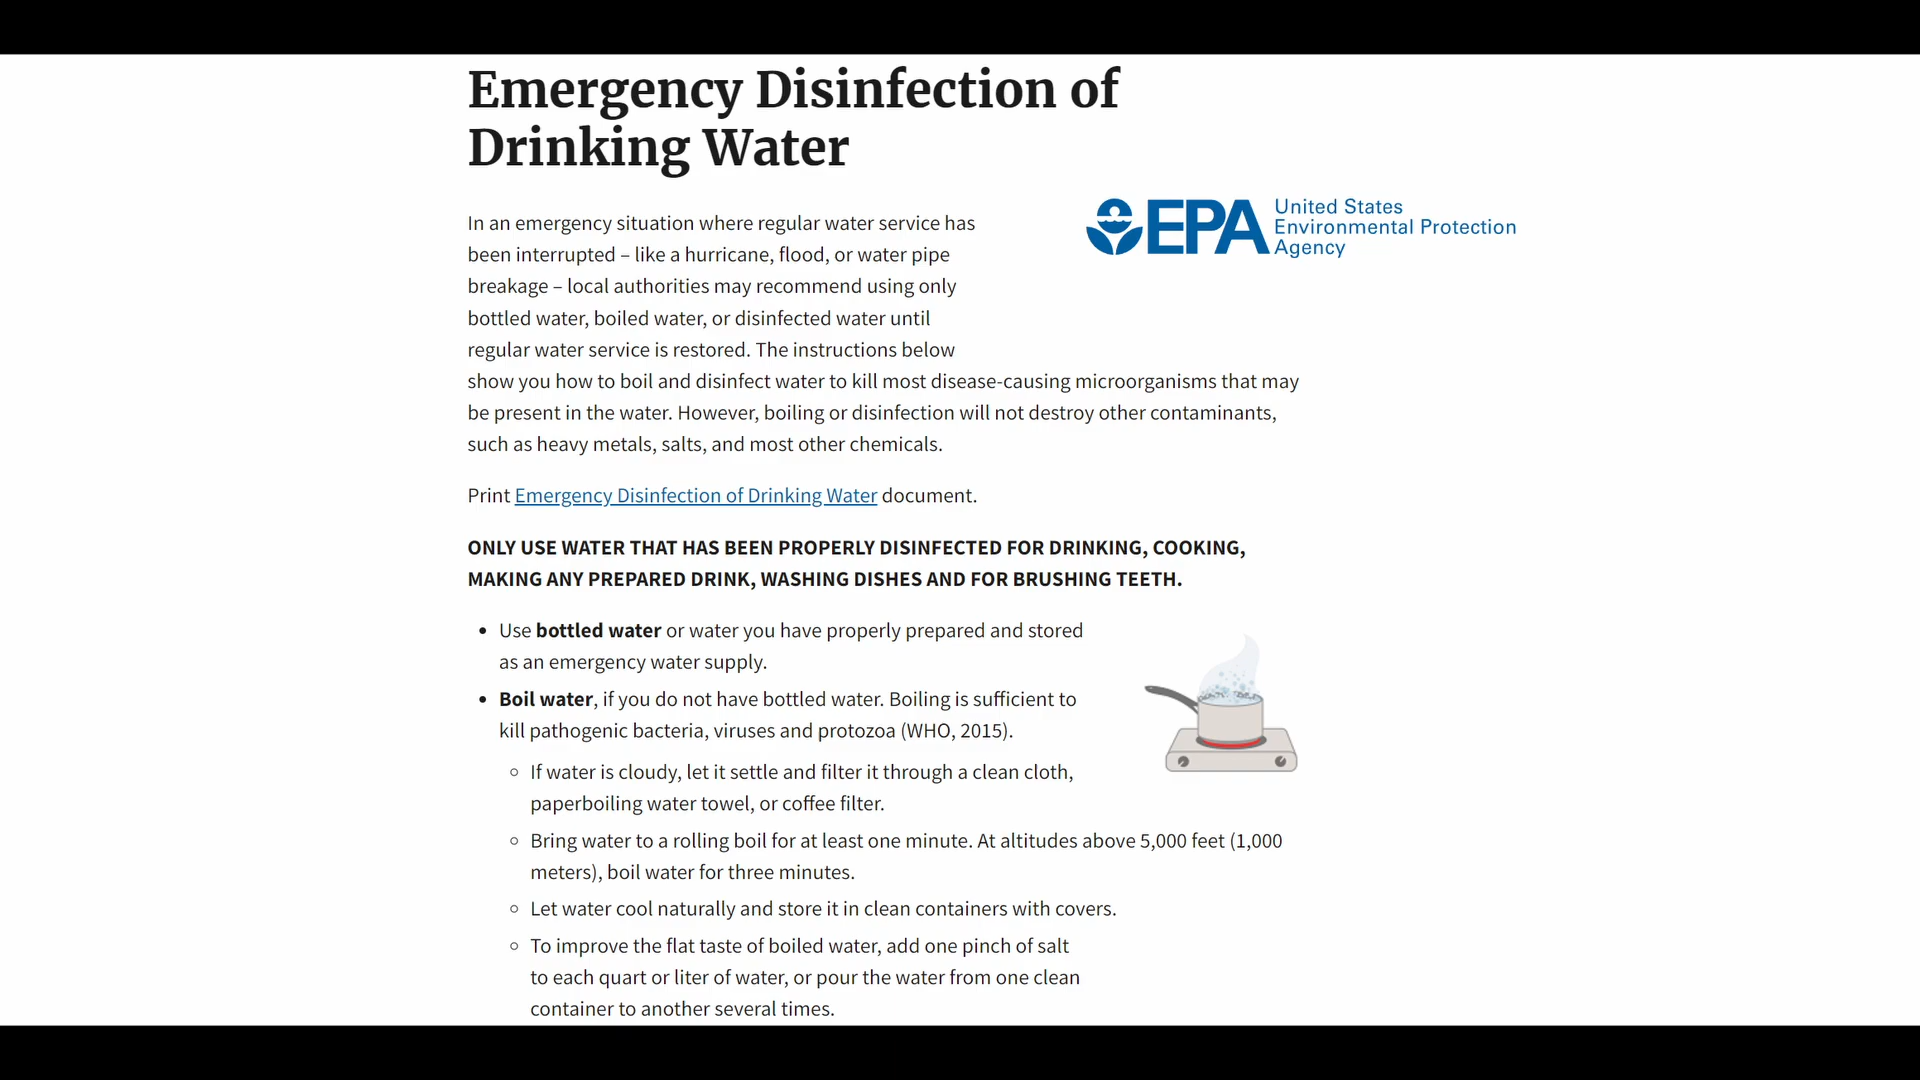 Emergency Disinfection of
Drinking Water
EPA United States
Environmental Protection
Agency
In an emergency situation where regular water service has
been interrupted – like a hurricane, flood, or water pipe
breakage – local authorities may recommend using only
bottled water, boiled water, or disinfected water until
regular water service is restored. The instructions below
show you how to boil and disinfect water to kill most disease-causing microorganisms that may
be present in the water. However, boiling or disinfection will not destroy other contaminants,
such as heavy metals, salts, and most other chemicals.
Print Emergency Disinfection of Drinking Water document.
ONLY USE WATER THAT HAS BEEN PROPERLY DISINFECTED FOR DRINKING, COOKING,
MAKING ANY PREPARED DRINK, WASHING DISHES AND FOR BRUSHING TEETH.
• Use bottled water or water you have properly prepared and stored
as an emergency water supply.
• Boil water, if you do not have bottled water. Boiling is sufficient to
kill pathogenic bacteria, viruses and protozoa (WHO, 2015).
◦ If water is cloudy, let it settle and filter it through a clean cloth,
paperboiling water towel, or coffee filter.
◦ Bring water to a rolling boil for at least one minute. At altitudes above 5,000 feet (1,000
meters), boil water for three minutes.
◦ Let water cool naturally and store it in clean containers with covers.
◦ To improve the flat taste of boiled water, add one pinch of salt
to each quart or liter of water, or pour the water from one clean
container to another several times.